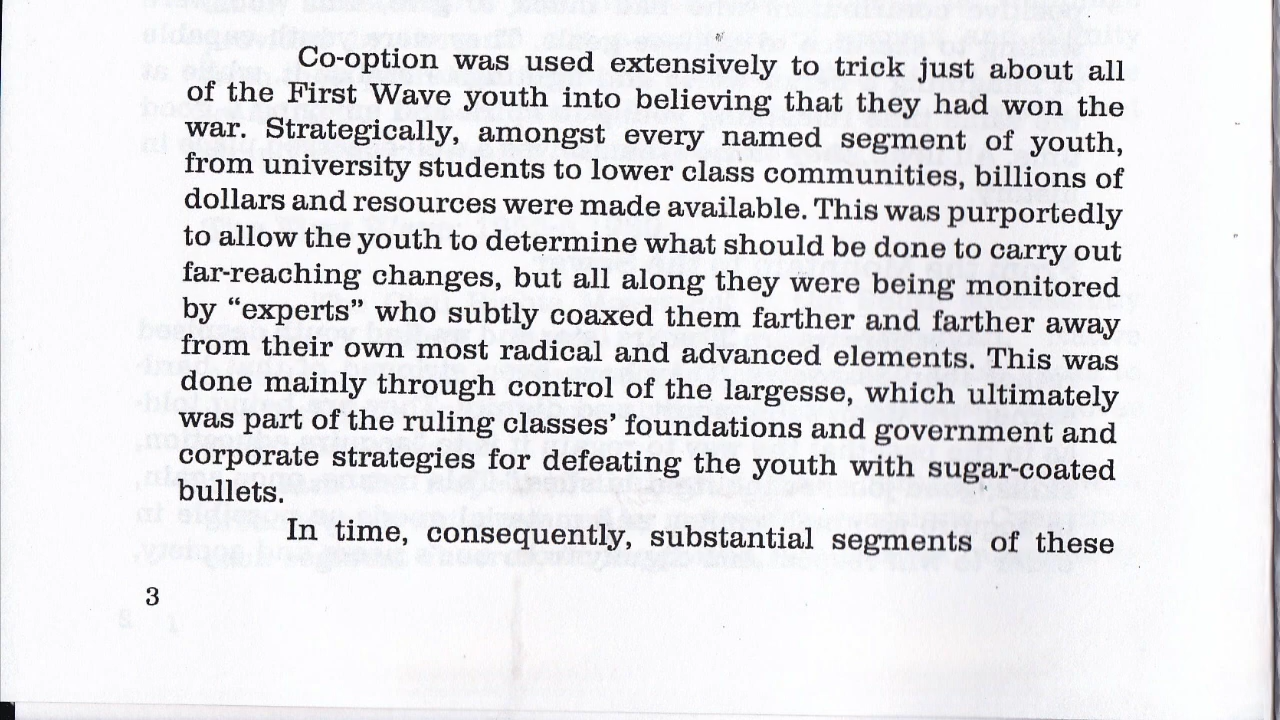 Co-option was used extensively to trick just about all
of the First Wave youth into believing that they had won the
war. Strategically, amongst every named segment of youth,
from university students to lower class communities, billions of
dollars and resources were made available. This was purportedly
to allow the youth to determine what should be done to carry out
far-reaching changes, but all along they were being monitored
by “experts” who subtly coaxed them farther and farther away
from their own most radical and advanced elements. This was
done mainly through control of the largesse, which ultimately
was part of the ruling classes’ foundations and government and
corporate strategies for defeating the youth with sugar-coated
bullets.
In time, consequently, substantial segments of these
3